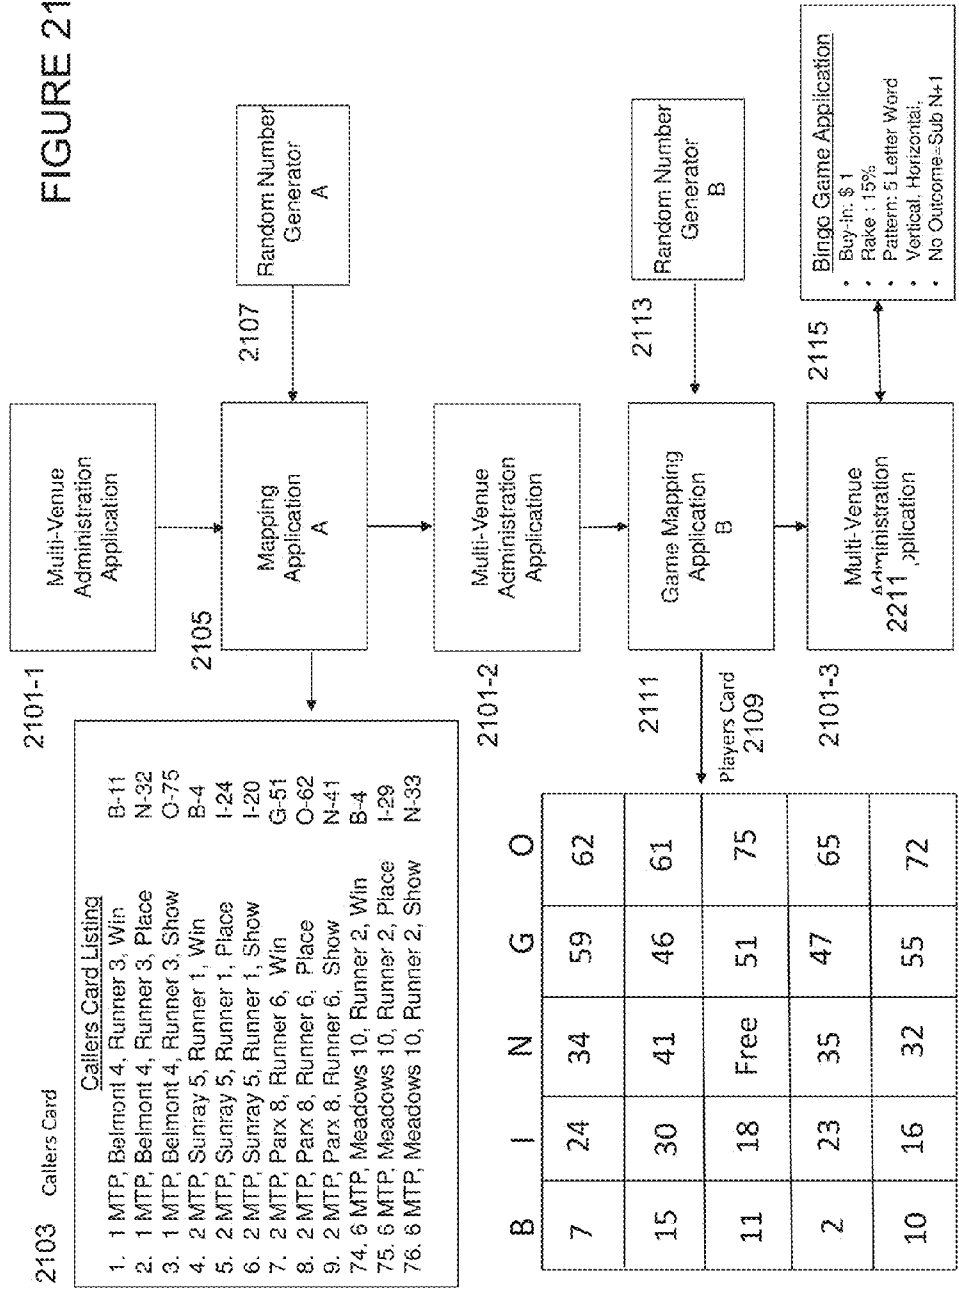 FIGURE 21
2101-1
Multi-Venue
Administration
Application
2103 Callers Card
Callers Card Listing
1. 1 MTP, Belmont 4, Runner 3, Win B-11
2. 1 MTP, Belmont 4, Runner 3, Place N-32
3. 1 MTP, Belmont 4, Runner 3, Show O-75
4. 2 MTP, Sunray 5, Runner 1, Win B-4
5. 2 MTP, Sunray 5, Runner 1, Place I-24
6. 2 MTP, Sunray 5, Runner 1, Show I-20
7. 2 MTP, Parx 8, Runner 6, Win G-51
8. 2 MTP, Parx 8, Runner 6, Place O-62
9. 2 MTP, Parx 8, Runner 6, Show N-41
74. 6 MTP, Meadows 10, Runner 2, Win B-4
75. 6 MTP, Meadows 10, Runner 2, Place I-29
76. 6 MTP, Meadows 10, Runner 2, Show N-33
2105
Mapping
Application
A
2107
Random Number
Generator
A
2101-2
Multi-Venue
Administration
Application
2111
Game Mapping
Application
B
2113
Random Number
Generator
B
Players Card
2109
B I N G O
7 24 34 59 62
15 30 41 46 61
11 18 Free 51 75
2 23 35 47 65
10 16 32 55 72
2101-3
Multi-Venue
Administration
2211 pplication
2115
Bingo Game Application
• Buy-In: $ 1
• Rake : 15%
• Pattern: 5 Letter Word
• Vertical, Horizontal,
• No Outcome=Sub N+1